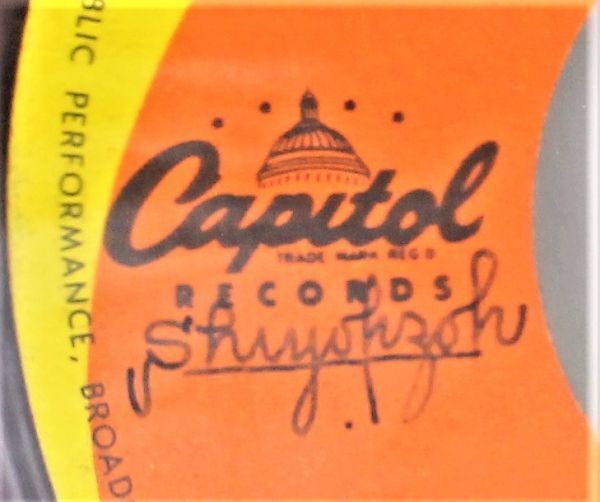 BLIC PERFORMANCE, BROAD
Capitol
TRADE MARK REG'D
RECORDS